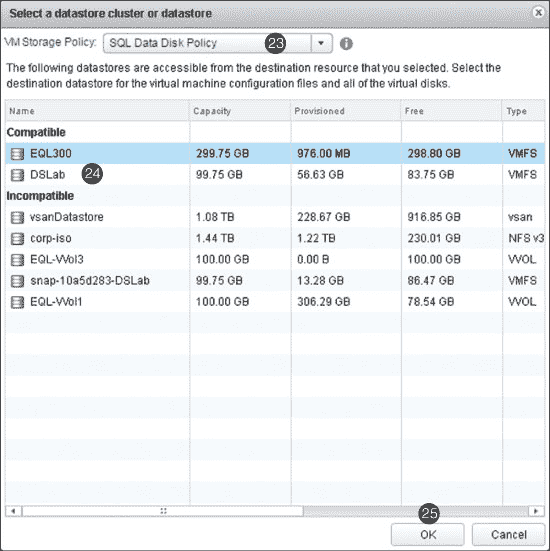 Select a datastore cluster or datastore
VM Storage Policy: SQL Data Disk Policy 23
The following datastores are accessible from the destination resource that you selected. Select the
destination datastore for the virtual machine configuration files and all of the virtual disks.
Name Capacity Provisioned Free Type
Compatible
EQL300 299.75 GB 976.00 MB 298.80 GB VMFS
DSLab 24 99.75 GB 56.63 GB 83.75 GB VMFS
Incompatible
vsanDatastore 1.08 TB 228.67 GB 916.85 GB vsan
corp-iso 1.44 TB 1.22 TB 230.01 GB NFS v3
EQL-VVol3 100.00 GB 0.00 B 100.00 GB VVOL
snap-10a5d283-DSLab 99.75 GB 13.28 GB 86.47 GB VMFS
EQL-VVol1 100.00 GB 306.29 GB 78.54 GB VVOL
25
OK Cancel